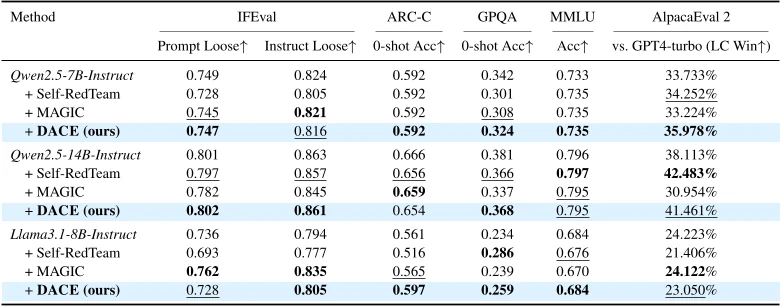 Method IFEval ARC-C GPQA MMLU AlpacaEval 2
Prompt Loose↑ Instruct Loose↑ 0-shot Acc↑ 0-shot Acc↑ Acc↑ vs. GPT4-turbo (LC Win↑)
Qwen2.5-7B-Instruct 0.749 0.824 0.592 0.342 0.733 33.733%
+ Self-RedTeam 0.728 0.805 0.592 0.301 0.735 34.252%
+ MAGIC 0.745 0.821 0.592 0.308 0.735 33.224%
+ DACE (ours) 0.747 0.816 0.592 0.324 0.735 35.978%
Qwen2.5-14B-Instruct 0.801 0.863 0.666 0.381 0.796 38.113%
+ Self-RedTeam 0.797 0.857 0.656 0.366 0.797 42.483%
+ MAGIC 0.782 0.845 0.659 0.337 0.795 30.954%
+ DACE (ours) 0.802 0.861 0.654 0.368 0.795 41.461%
Llama3.1-8B-Instruct 0.736 0.794 0.561 0.234 0.684 24.223%
+ Self-RedTeam 0.693 0.777 0.516 0.286 0.676 21.406%
+ MAGIC 0.762 0.835 0.565 0.239 0.670 24.122%
+ DACE (ours) 0.728 0.805 0.597 0.259 0.684 23.050%